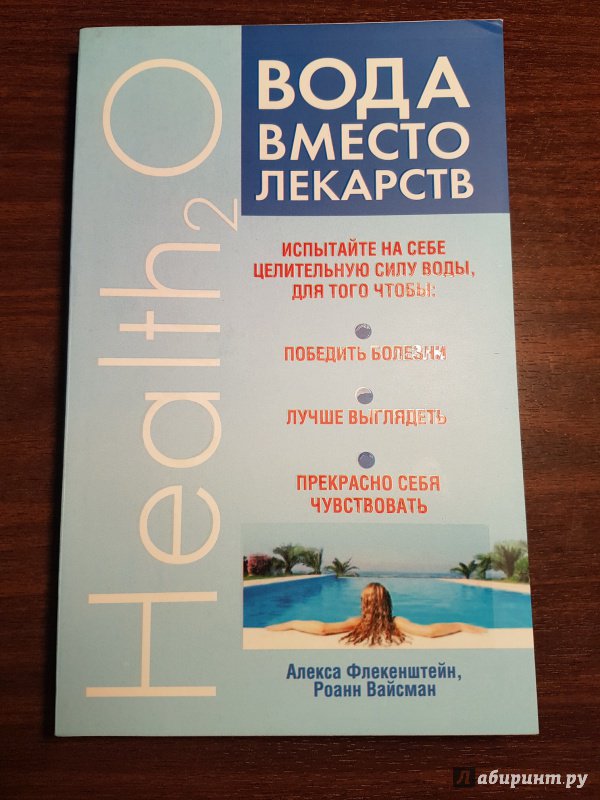 Health₂O
ВОДА
ВМЕСТО
ЛЕКАРСТВ
ИСПЫТАЙТЕ НА СЕБЕ
ЦЕЛИТЕЛЬНУЮ СИЛУ ВОДЫ,
ДЛЯ ТОГО ЧТОБЫ:
ПОБЕДИТЬ БОЛЕЗНИ
ЛУЧШЕ ВЫГЛЯДЕТЬ
ПРЕКРАСНО СЕБЯ
ЧУВСТВОВАТЬ
Алекса Флекенштейн,
Роанн Вайсман
Лабиринт.ру